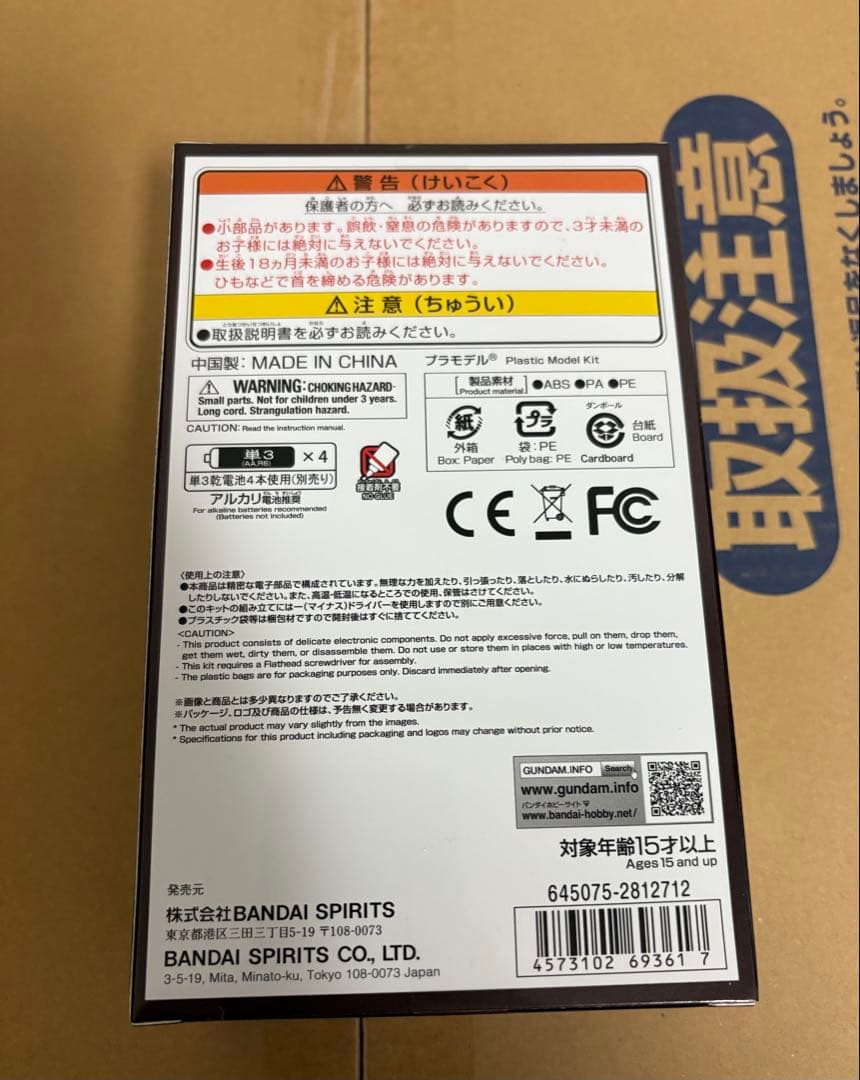 警告（けいこく）
保護者の方へ 必ずお読みください。
●小部品があります。誤飲・窒息の危険がありますので、3才未満の
お子様には絶対に与えないでください。
●生後18ヵ月未満のお子様には絶対に与えないでください。
ひもなどで首を締める危険があります。
注意（ちゅうい）
●取扱説明書を必ずお読みください。
中国製：MADE IN CHINA
WARNING: CHOKING HAZARD-
Small parts. Not for children under 3 years.
Long cord. Strangulation hazard.
CAUTION: Read the instruction manual.
単3
(AA,R6)
×4
単3乾電池4本使用(別売り)
アルカリ電池推奨
For alkaline batteries recommended
(Batteries not included)
接着剤不要
NO GLUE
プラモデル® Plastic Model Kit
製品素材
Product material
●ABS ●PA ●PE
紙
外箱
Box: Paper
プラ
袋：PE
Poly bag: PE
ダンボール
Cardboard
台紙
Board
CE
FC
〈使用上の注意〉
●本商品は精密な電子部品で構成されています。無理な力を加えたり、引っ張ったり、落としたり、水にぬらしたり、汚したり、分解
したりしないでください。また、高温・低温になるところでの使用、保管はさけてください。
●このキットの組み立てには－(マイナス)ドライバーを使用しますので別にご用意ください。
●プラスチック袋等は梱包材ですので開封後はすぐに捨ててください。
<CAUTION>
- This product consists of delicate electronic components. Do not apply excessive force, pull on them, drop them,
get them wet, dirty them, or disassemble them. Do not use or store them in places with high or low temperatures.
- This kit requires a Flathead screwdriver for assembly.
- The plastic bags are for packaging purposes only. Discard immediately after opening.
※画像と商品とは多少異なりますのでご了承ください。
※パッケージ、ロゴ及び商品の仕様は、予告無く変更する場合があります。
* The actual product may vary slightly from the images.
* Specifications for this product including packaging and logos may change without prior notice.
GUNDAM.INFO Search
www.gundam.info
バンダイホビーサイト
www.bandai-hobby.net/
対象年齢15才以上
Ages 15 and up
645075-2812712
4573102 69361 7
発売元
株式会社BANDAI SPIRITS
東京都港区三田三丁目5-19 〒108-0073
BANDAI SPIRITS CO., LTD.
3-5-19, Mita, Minato-ku, Tokyo 108-0073 Japan
取扱注意
返品をなくしましょう。